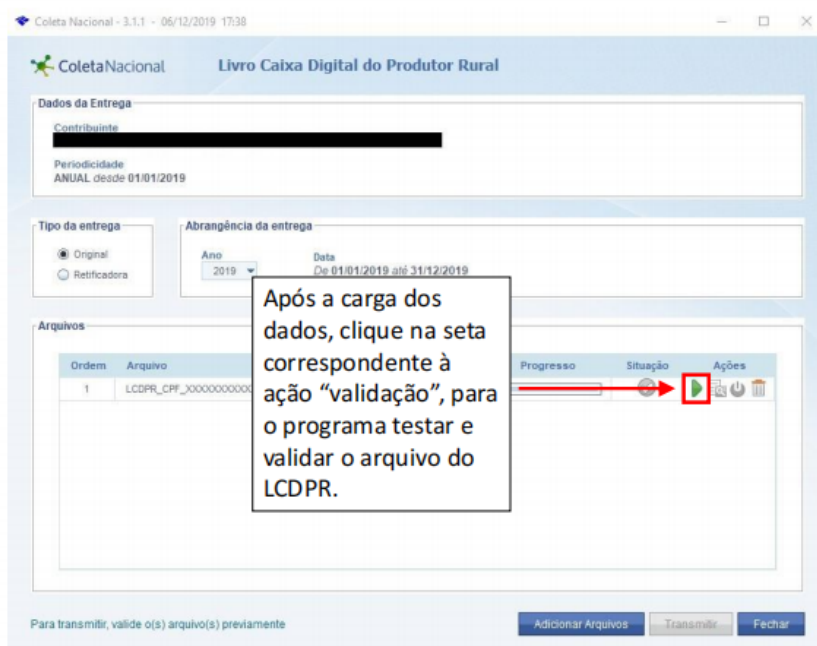 Coleta Nacional - 3.1.1 - 06/12/2019 17:38
ColetaNacional
Livro Caixa Digital do Produtor Rural
Dados da Entrega
Contribuinte
Periodicidade
ANUAL desde 01/01/2019
Tipo da entrega
Original
Retificadora
Abrangência da entrega
Ano
2019
Data
De 01/01/2019 até 31/12/2019
Após a carga dos
dados, clique na seta
correspondente à
ação “validação”, para
o programa testar e
validar o arquivo do
LCDPR.
Arquivos
Ordem Arquivo Progresso Situação Ações
1 LCDPR_CPF_XXXXXXXXXX
Para transmitir, valide o(s) arquivo(s) previamente
Adicionar Arquivos Transmitir Fechar